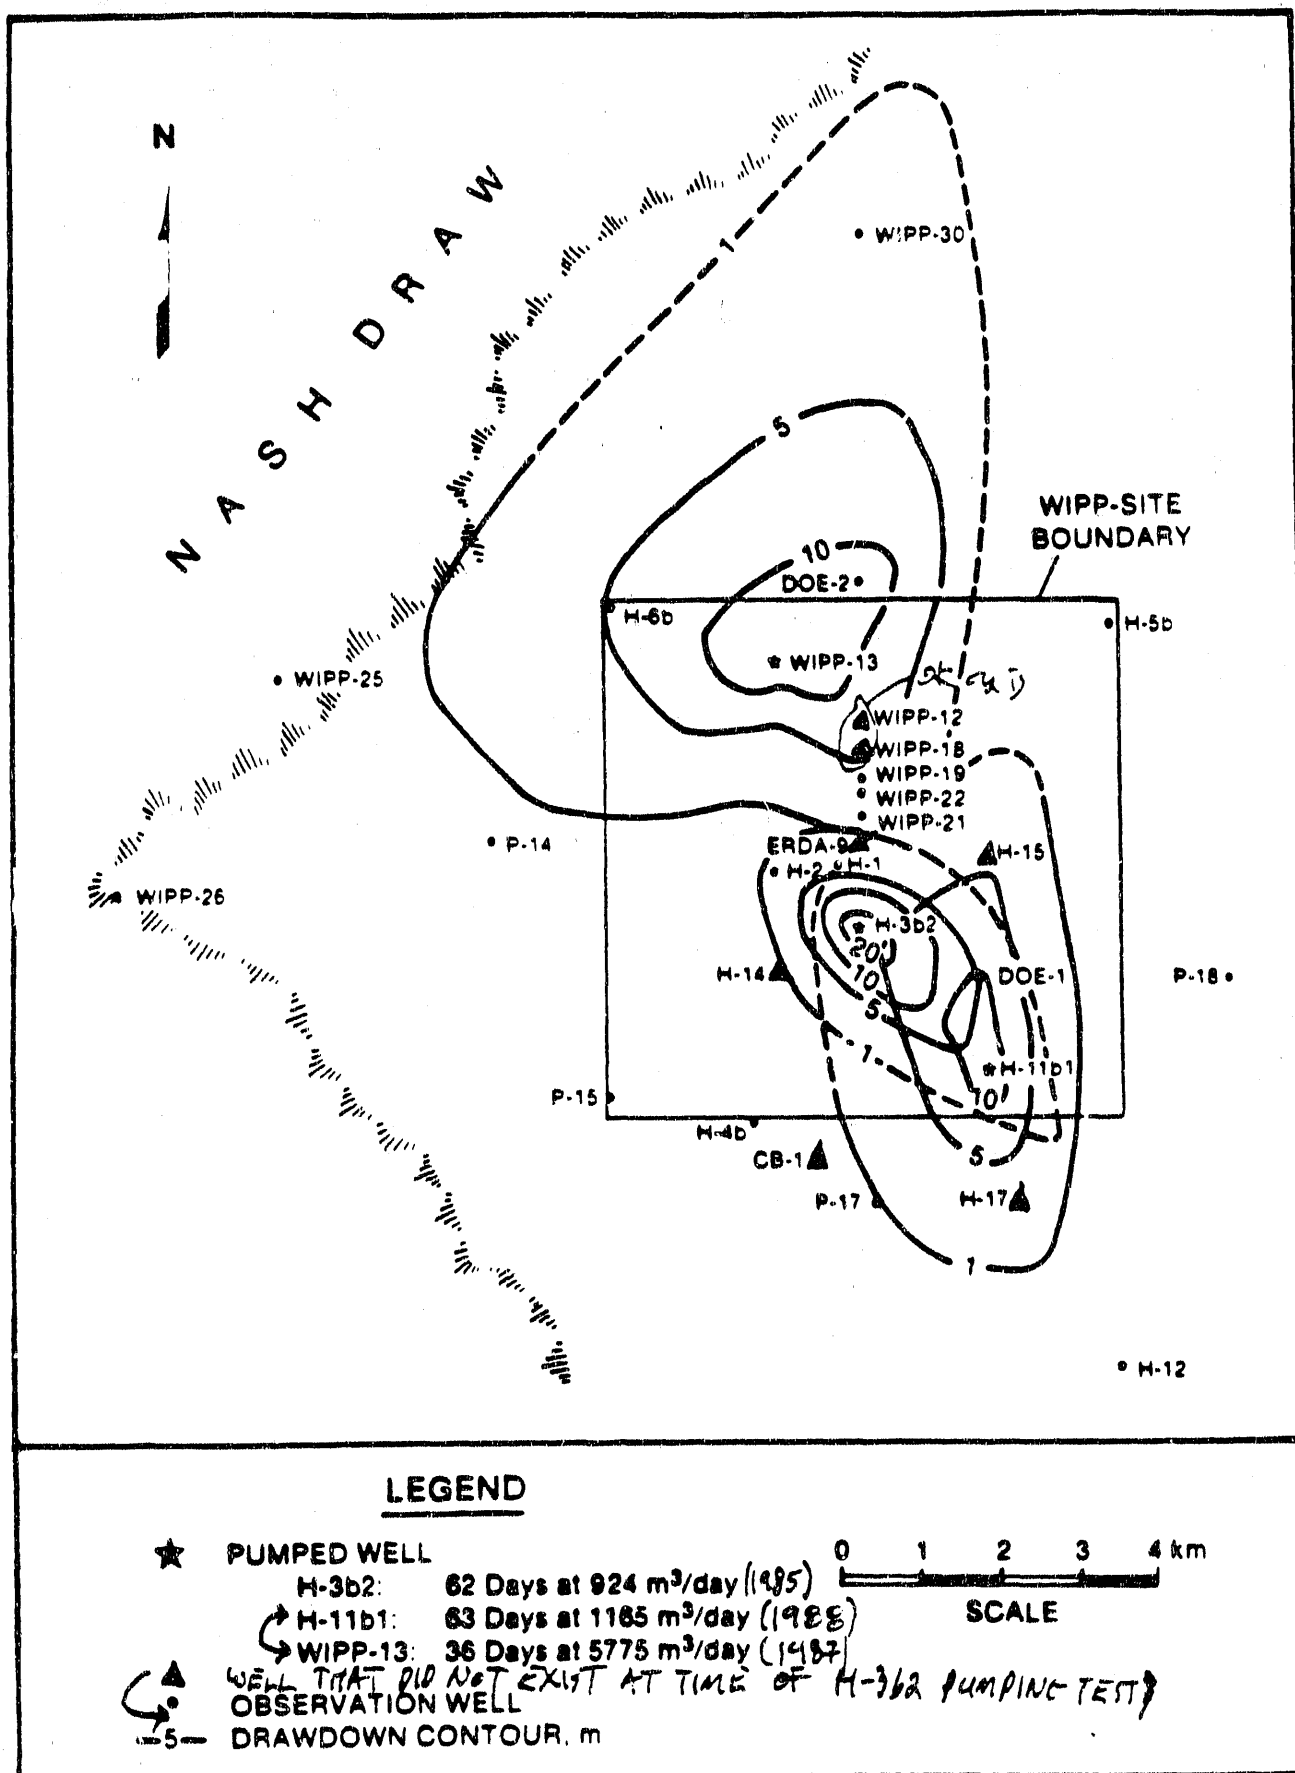 N
NASH DRAW
1
WIPP-30
5
WIPP-SITE
BOUNDARY
10
DOE-2
H-6b
H-5b
WIPP-13
WIPP-25
WIPP-12
WIPP-18
WIPP-19
WIPP-22
WIPP-21
P-14
ERDA-9
H-15
H-2
H-1
WIPP-26
H-3b2
20
H-14
10
DOE-1
P-18
5
1
H-11b1
P-15
10
H-4b
CB-1
5
P-17
H-17
1
H-12
LEGEND
PUMPED WELL
0 1 2 3 4 km
H-3b2: 62 Days at 924 m³/day (1985)
H-11b1: 63 Days at 1165 m³/day (1988)
SCALE
WIPP-13: 36 Days at 5775 m³/day (1987)
WELL THAT DID NOT EXIST AT TIME OF H-3b2 PUMPING TEST
OBSERVATION WELL
-5- DRAWDOWN CONTOUR, m